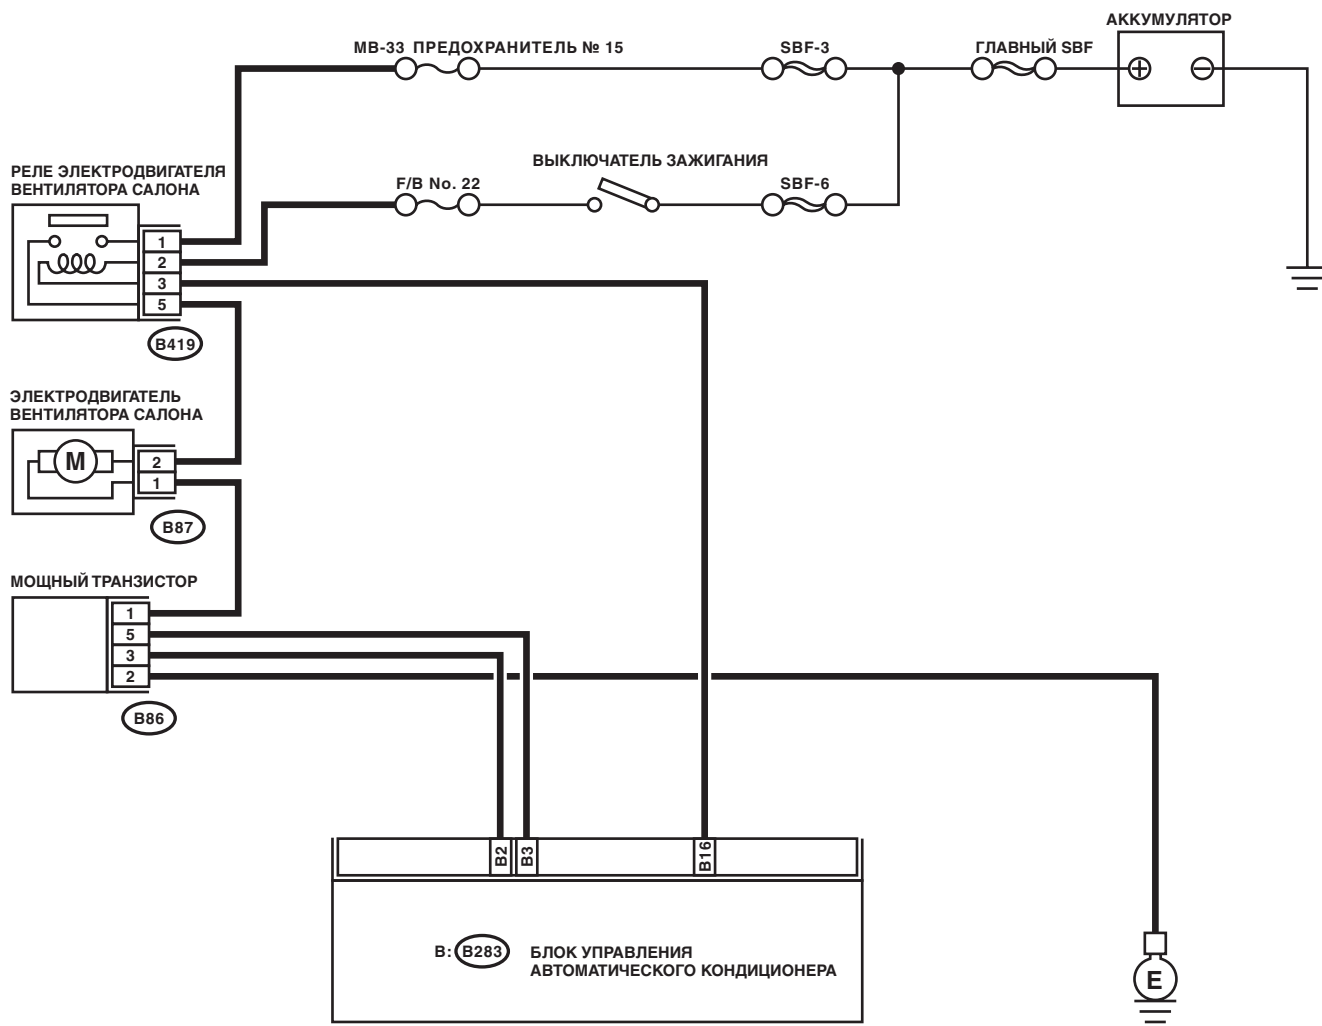 АККУМУЛЯТОР
МВ-33 ПРЕДОХРАНИТЕЛЬ № 15
SBF-3
ГЛАВНЫЙ SBF
ВЫКЛЮЧАТЕЛЬ ЗАЖИГАНИЯ
РЕЛЕ ЭЛЕКТРОДВИГАТЕЛЯ
ВЕНТИЛЯТОРА САЛОНА
F/B No. 22
SBF-6
1
2
3
5
B419
ЭЛЕКТРОДВИГАТЕЛЬ
ВЕНТИЛЯТОРА САЛОНА
M
2
1
B87
МОЩНЫЙ ТРАНЗИСТОР
1
5
3
2
B86
B2
B3
B16
B: B283
БЛОК УПРАВЛЕНИЯ
АВТОМАТИЧЕСКОГО КОНДИЦИОНЕРА
E